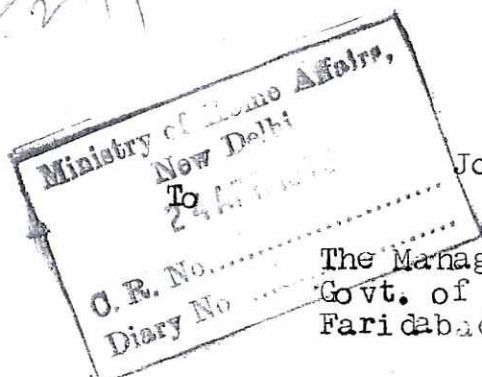 Ministry of Home Affairs,
New Delhi
To
C. R. No.............................
Diary No .......................
Jo
The Manag
Govt. of
Faridabad